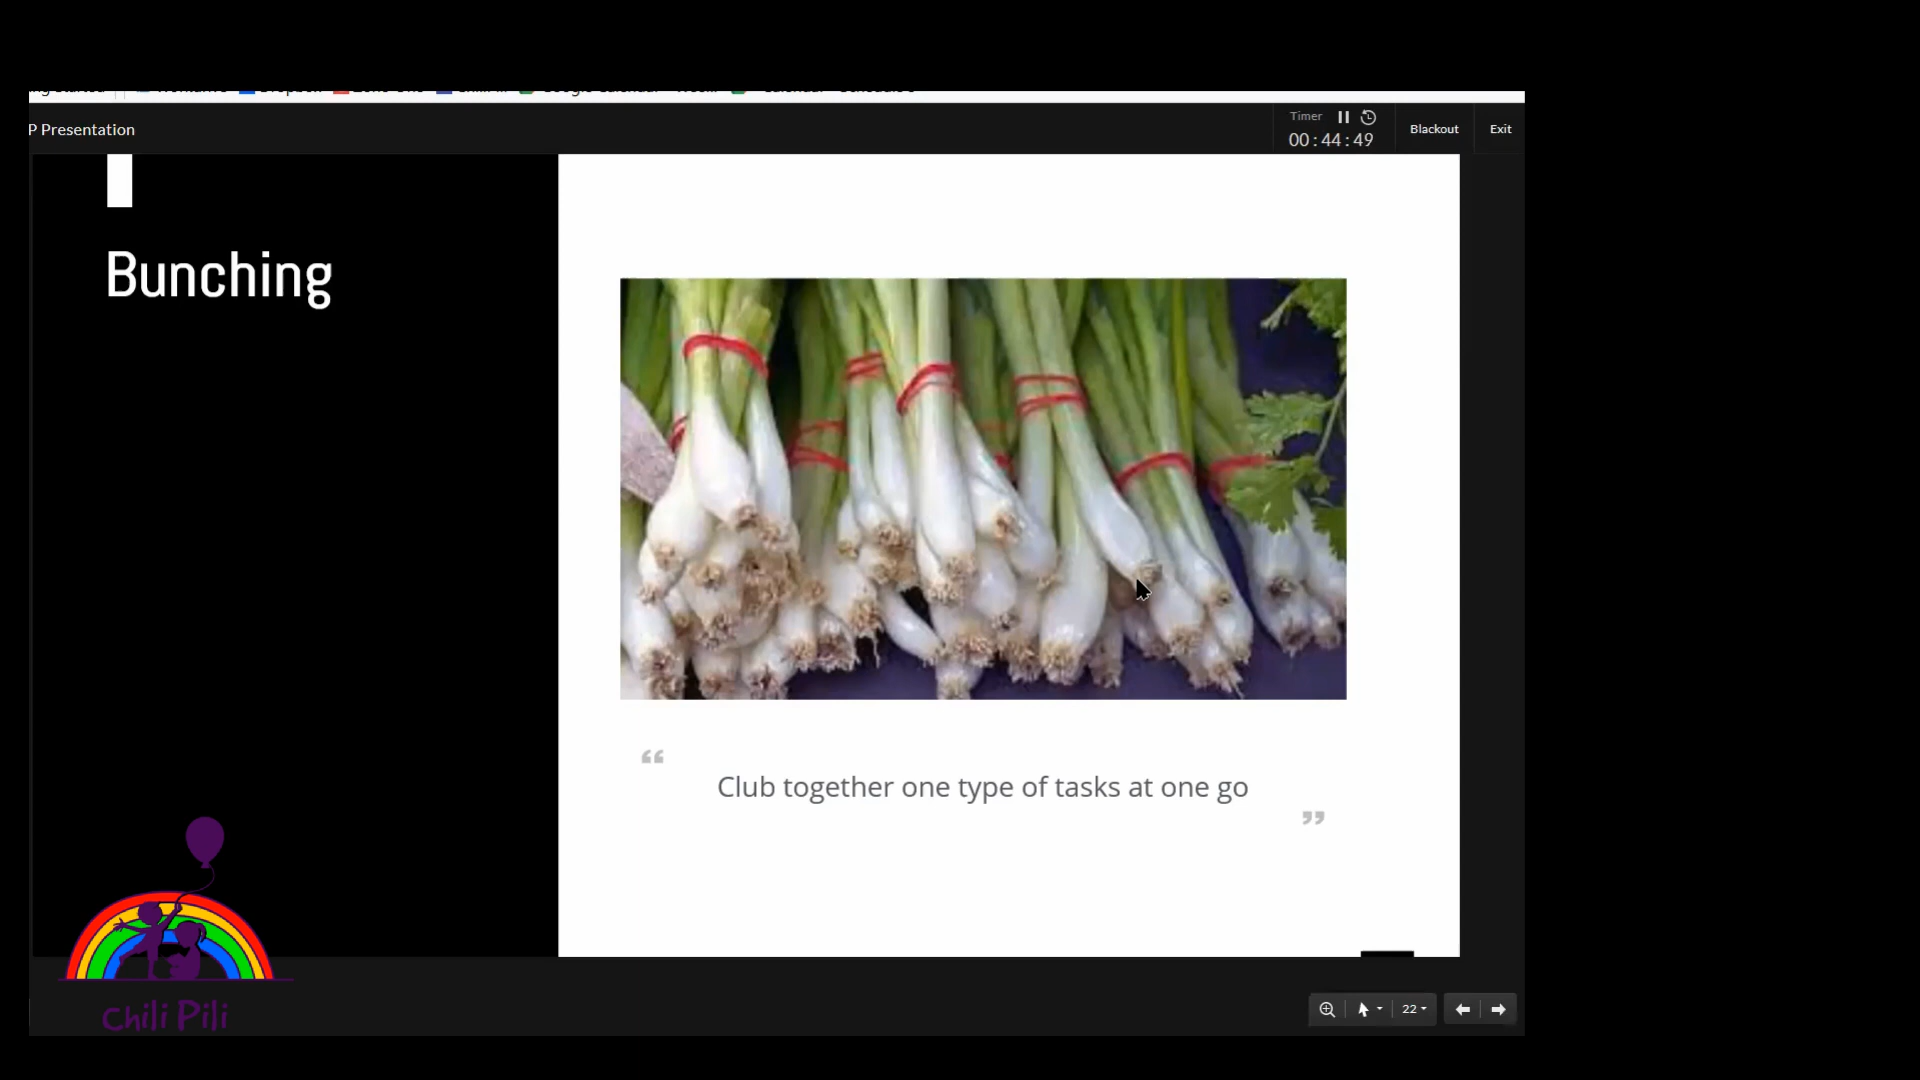 P Presentation
Timer
00:44:49
Blackout
Exit
Bunching
“
Club together one type of tasks at one go
”
Chili Pili
22